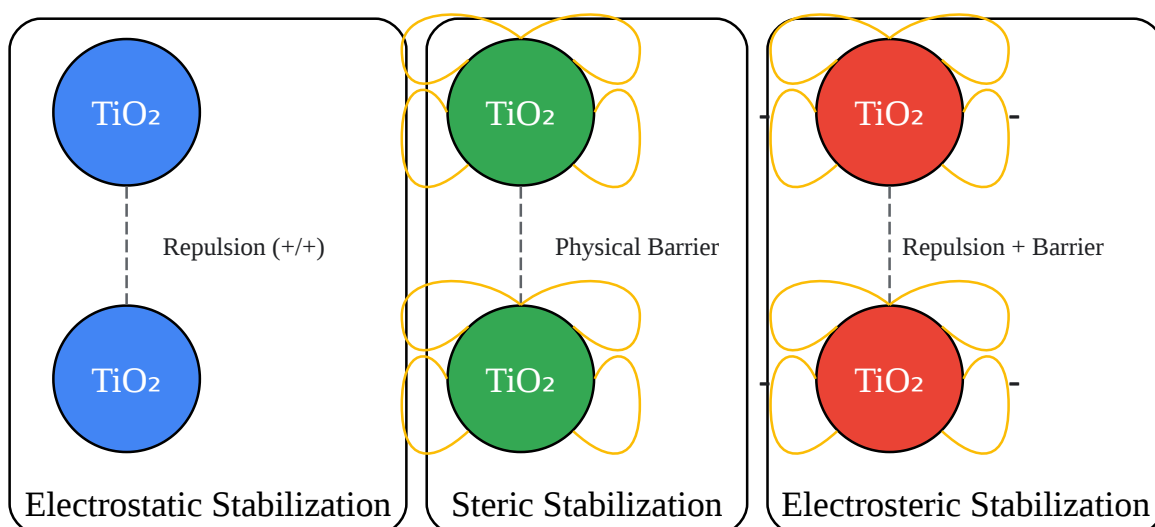 TiO₂
Repulsion (+/+)
TiO₂
Electrostatic Stabilization
TiO₂
Physical Barrier
TiO₂
Steric Stabilization
-
TiO₂
-
Repulsion + Barrier
-
TiO₂
-
Electrosteric Stabilization